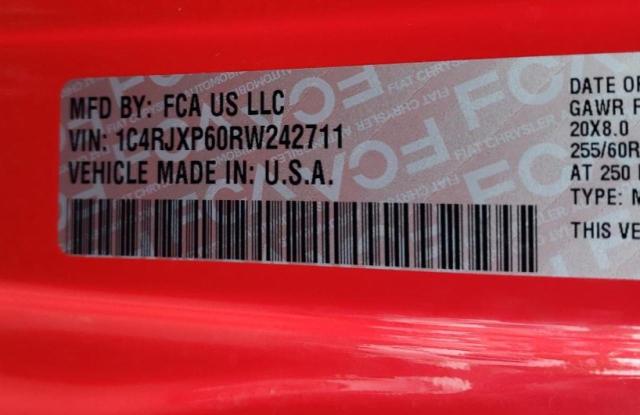 MFD BY: FCA US LLC
VIN: 1C4RJXP60RW242711
VEHICLE MADE IN: U.S.A.
DATE OF
GAWR F
20X8.0
255/60R
AT 250
TYPE: M
THIS VE